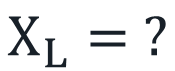 X_L = ?